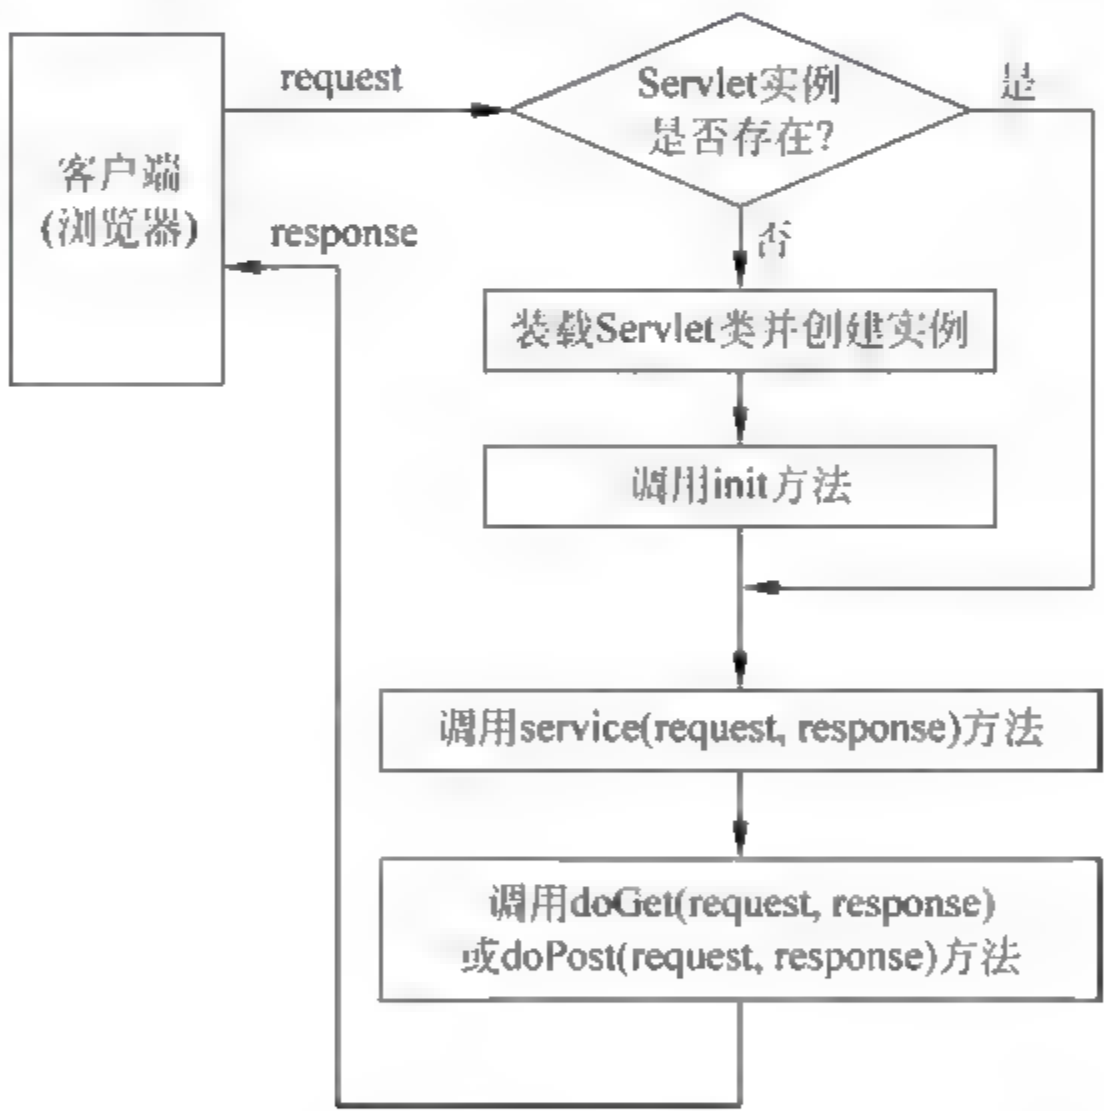 request
Servlet实例
是否存在?
是
客户端
(浏览器)
response
否
装载Servlet类并创建实例
调用init方法
调用service(request, response)方法
调用doGet(request, response)
或doPost(request, response)方法